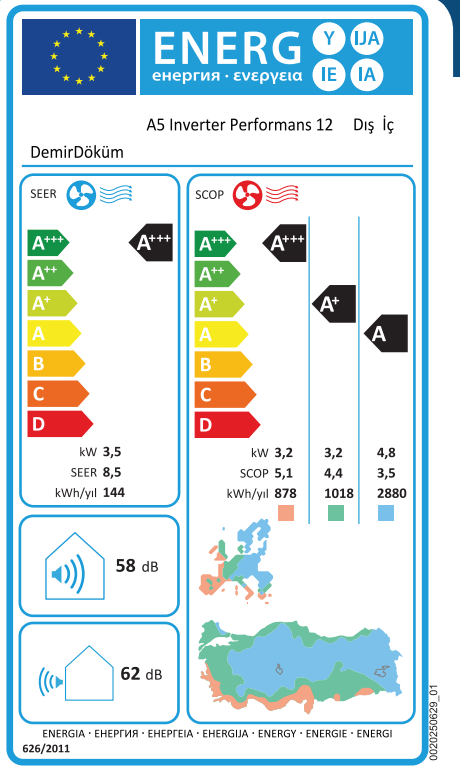 ENERG Y IJA
енергия · ενεργεια IE IA
A5 Inverter Performans 12 Dış İç
DemirDöküm
SEER
A+++ A+++
A++
A+
A
B
C
D
kW 3,5
SEER 8,5
kWh/yıl 144
SCOP
A+++ A+++
A++
A+ A+
A A
B
C
D
kW 3,2 3,2 4,8
SCOP 5,1 4,4 3,5
kWh/yıl 878 1018 2880
58 dB
62 dB
ENERGIA · ЕНЕРГИЯ · ΕΝΕΡΓΕΙΑ · ENERGIJA · ENERGY · ENERGIE · ENERGI
626/2011
0020250629_01